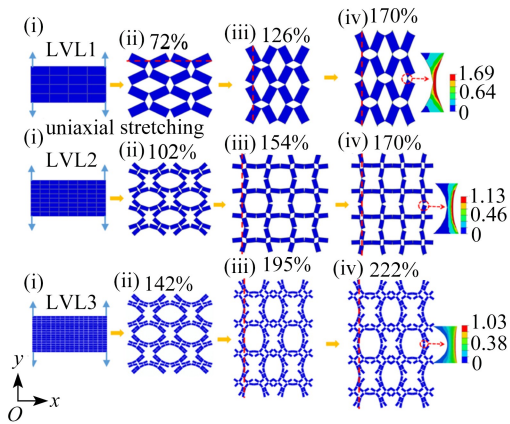 (i) LVL1 (ii) 72% (iii) 126% (iv) 170%
1.69
0.64
0
uniaxial stretching
(i) LVL2 (ii) 102% (iii) 154% (iv) 170%
1.13
0.46
0
(i) LVL3 (ii) 142% (iii) 195% (iv) 222%
1.03
0.38
0
y
O x